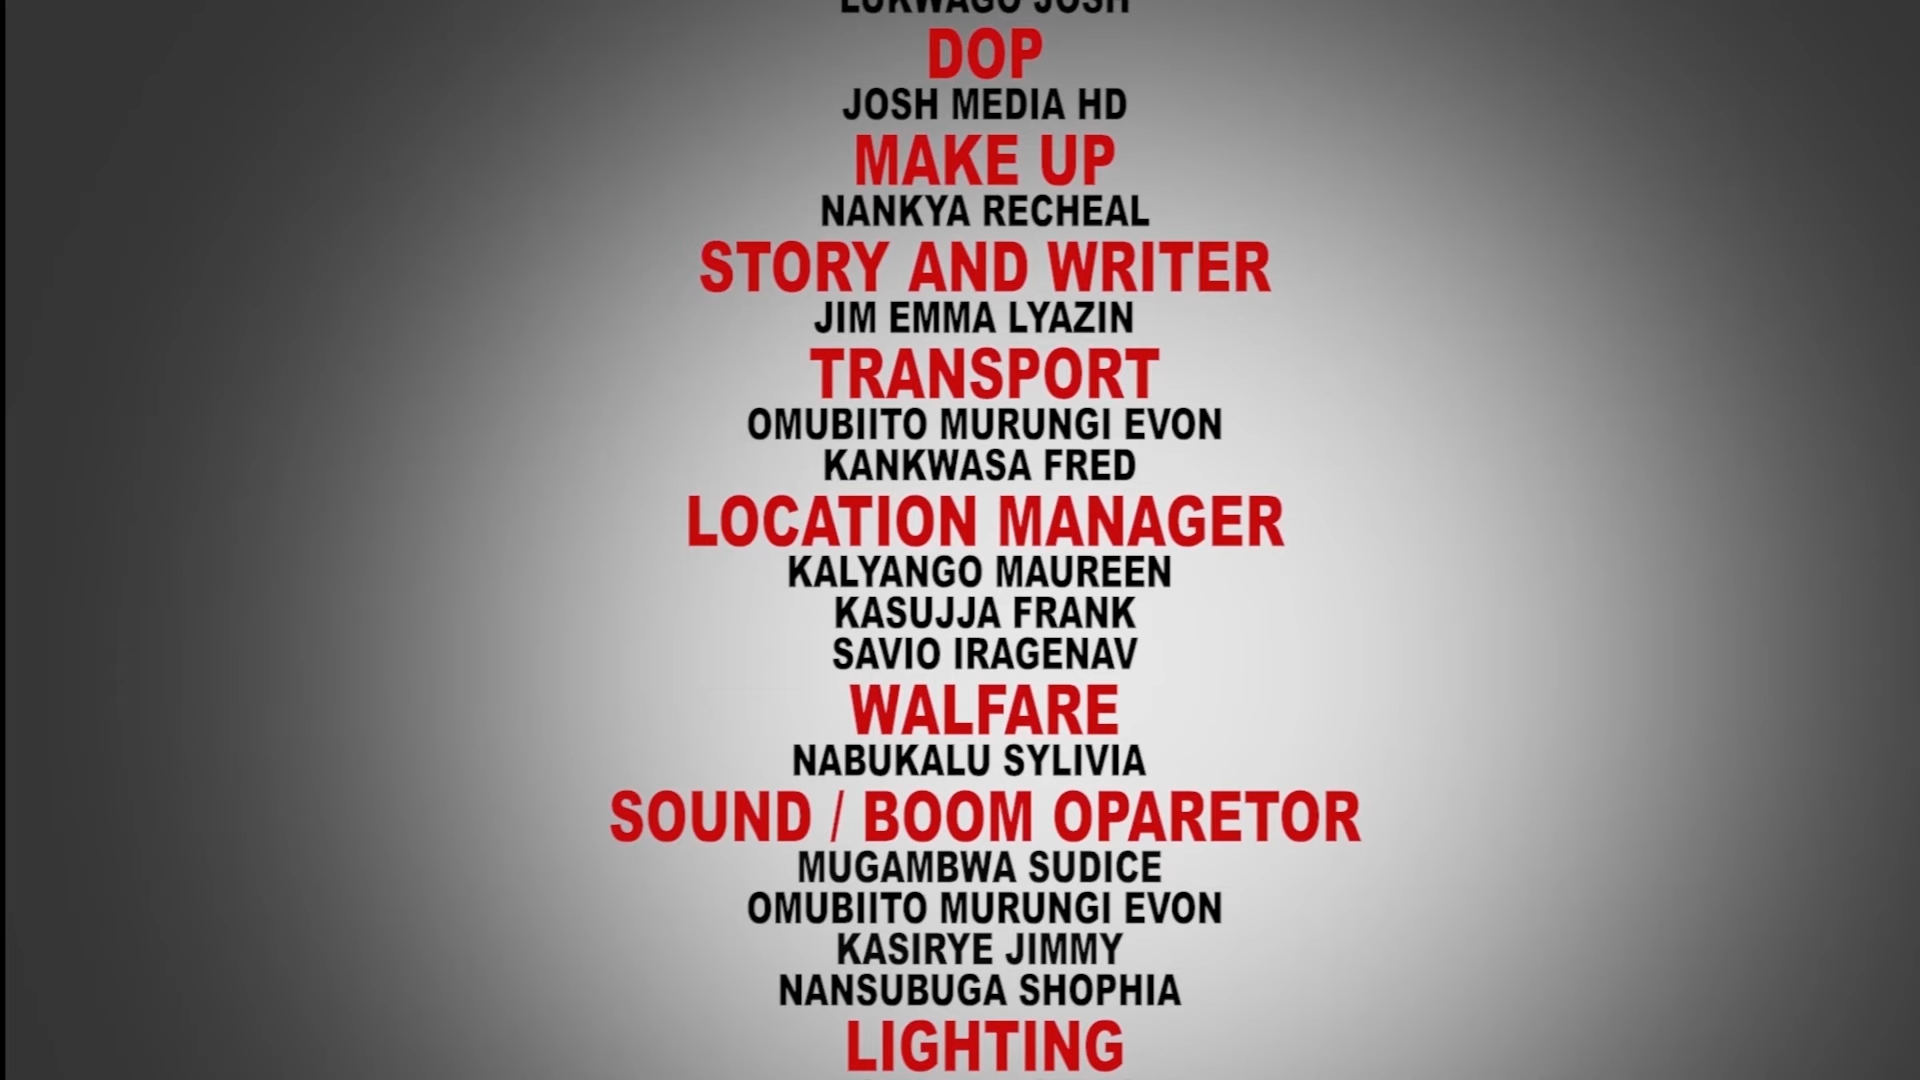 LUKWAGO JOSH
DOP
JOSH MEDIA HD
MAKE UP
NANKYA RECHEAL
STORY AND WRITER
JIM EMMA LYAZIN
TRANSPORT
OMUBIITO MURUNGI EVON
KANKWASA FRED
LOCATION MANAGER
KALYANGO MAUREEN
KASUJJA FRANK
SAVIO IRAGENAV
WALFARE
NABUKALU SYLIVIA
SOUND / BOOM OPARETOR
MUGAMBWA SUDICE
OMUBIITO MURUNGI EVON
KASIRYE JIMMY
NANSUBUGA SHOPHIA
LIGHTING